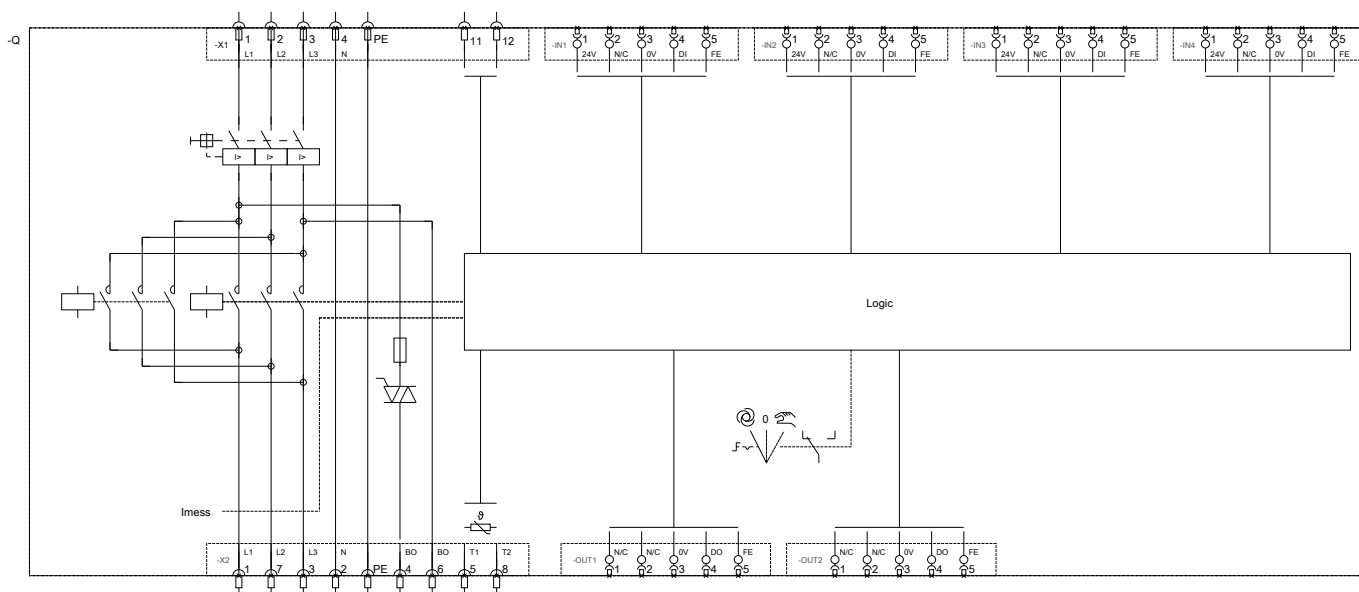 -Q
-X1 1 2 3 4 PE 11 12
L1 L2 L3 N
-IN1 1 2 3 4 5
24V N/C 0V DI FE
-IN2 1 2 3 4 5
24V N/C 0V DI FE
-IN3 1 2 3 4 5
24V N/C 0V DI FE
-IN4 1 2 3 4 5
24V N/C 0V DI FE
I> I> I>
Logic
0
Imess
ϑ
-X2 L1 L2 L3 N BO BO T1 T2
1 7 3 2 PE 4 6 5 8
-OUT1 N/C N/C 0V DO FE
1 2 3 4 5
-OUT2 N/C N/C 0V DO FE
1 2 3 4 5